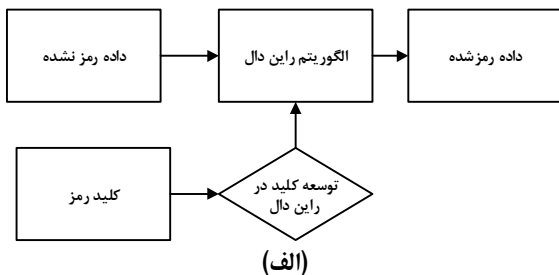 داده رمز نشده
الگوریتم راین دال
داده رمزشده
کلید رمز
توسعه کلید در
راین دال
(الف)